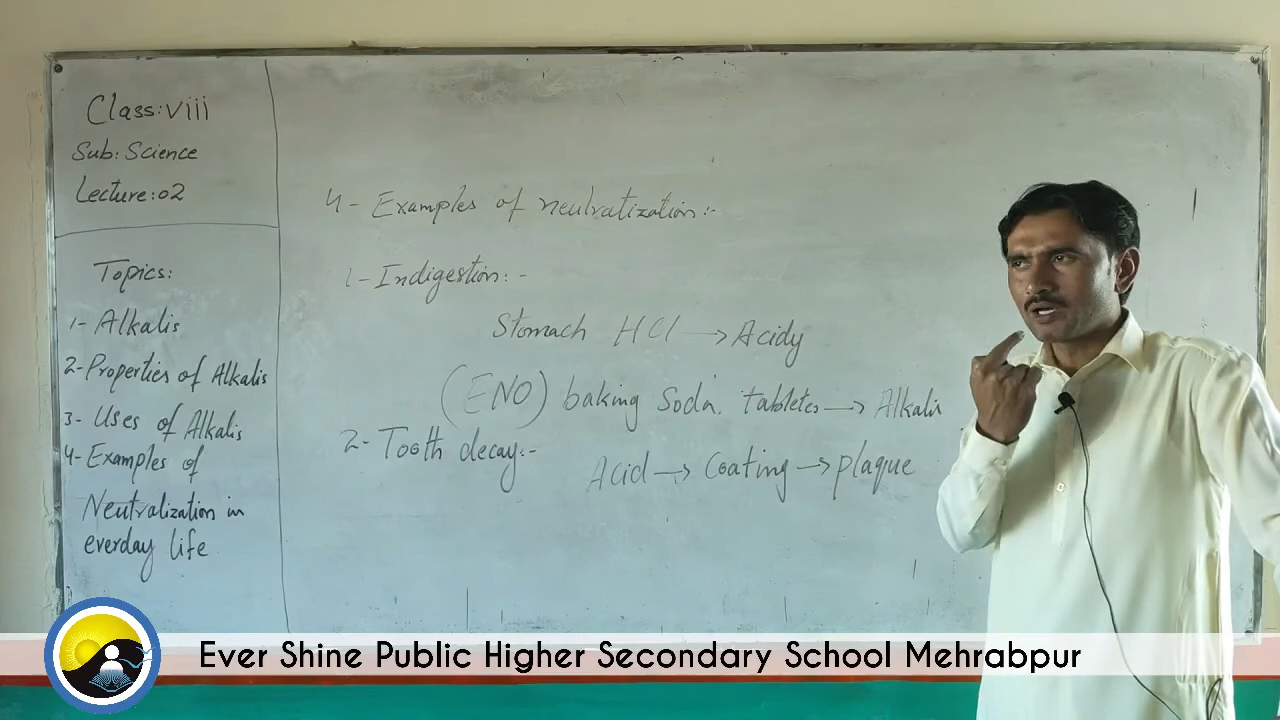 Class: viii
Sub: Science
Lecture: 02
Topics:
1- Alkalis
2- Properties of Alkalis
3- Uses of Alkalis
4- Examples of
Neutralization in
everday life
4- Examples of neutratization:-
1- Indigestion:-
Stomach HCl → Acidy
(ENO) baking Soda, tabletes → Alkalis
2- Tooth decay:-
Acid → Coating → plaque
Ever Shine Public Higher Secondary School Mehrabpur